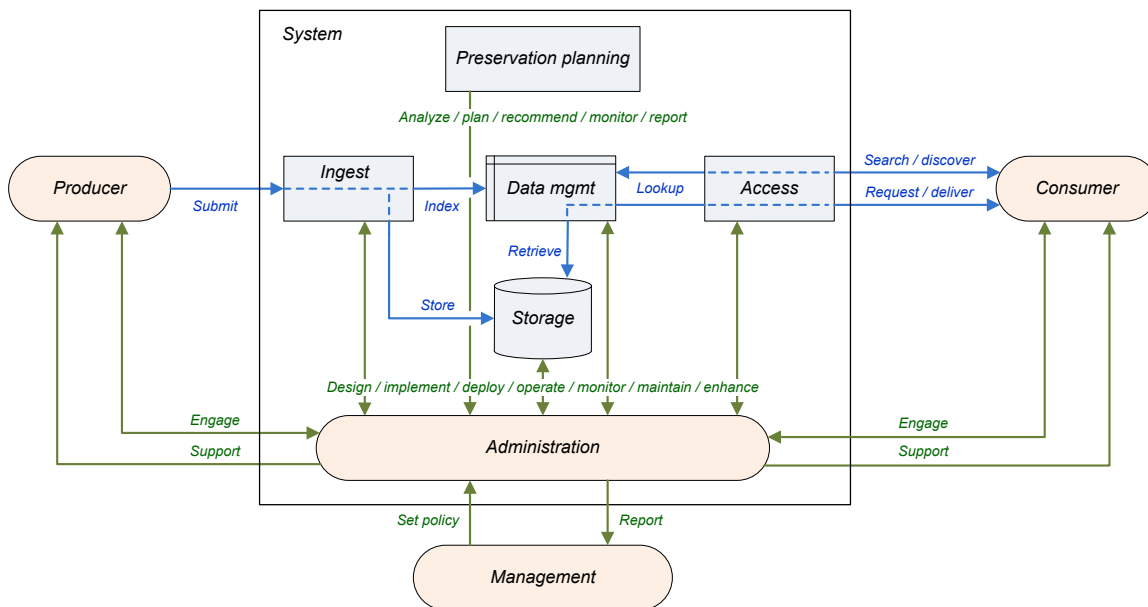 System
Preservation planning
Analyze / plan / recommend / monitor / report
Producer
Submit
Ingest
Index
Data mgmt
Lookup
Access
Search / discover
Request / deliver
Consumer
Retrieve
Store
Storage
Design / implement / deploy / operate / monitor / maintain / enhance
Engage
Support
Administration
Engage
Support
Set policy
Report
Management